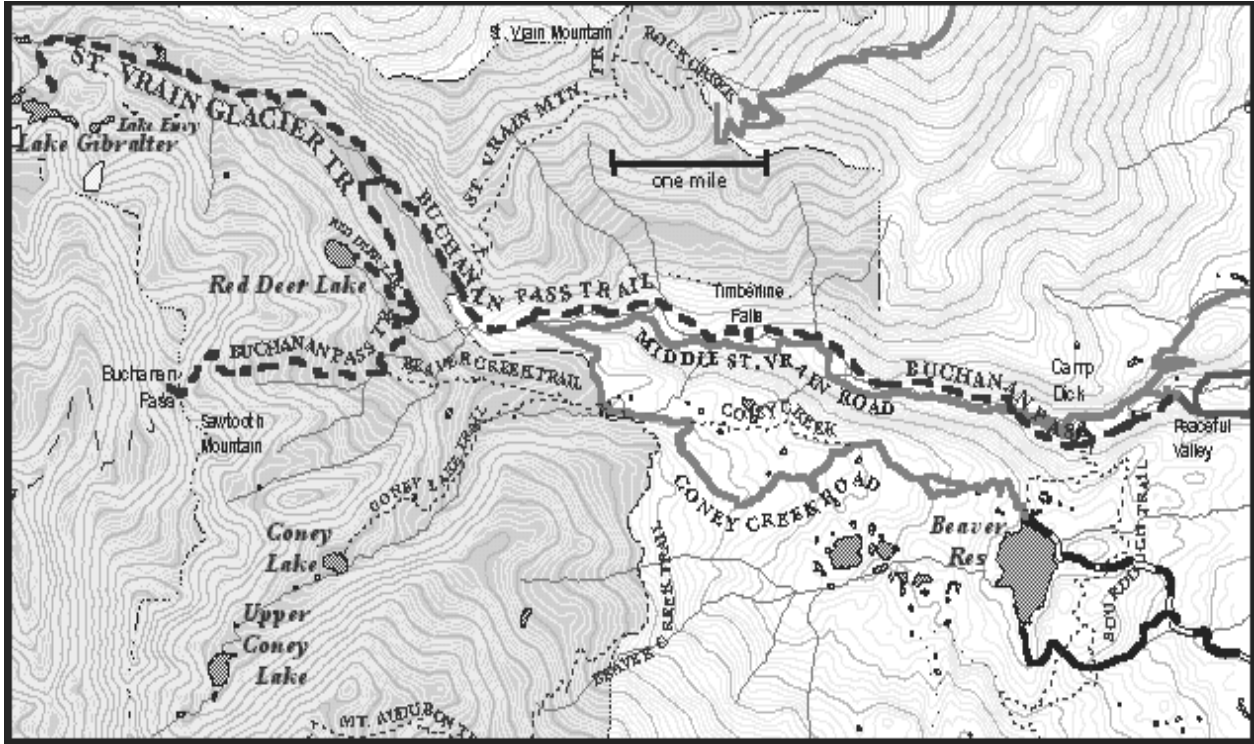 St. Vrain Mountain
ROCK CREEK
ST. VRAIN GLACIER TR
ST. VRAIN MTN. TR
Lake Envy
Lake Gibralter
one mile
BUCHANAN PASS TRAIL
RED DEER
Red Deer Lake
Timberline
Falls
BUCHANAN PASS TR
BEAVER CREEK TRAIL
MIDDLE ST. VRAIN ROAD
BUCHANAN PASS
Camp
Dick
Buchanan
Pass
Sawtooth
Mountain
CONEY CREEK
Peaceful
Valley
CONEY LAKE TRAIL
CONEY CREEK ROAD
Coney
Lake
Beaver
Res
SOURDOUGH TRAIL
BEAVER CREEK TRAIL
Upper
Coney
Lake
MT. AUDUBON TR